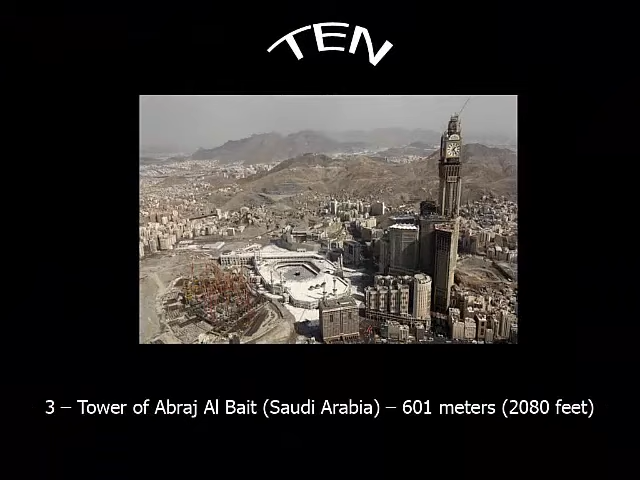 TEN
3 – Tower of Abraj Al Bait (Saudi Arabia) – 601 meters (2080 feet)